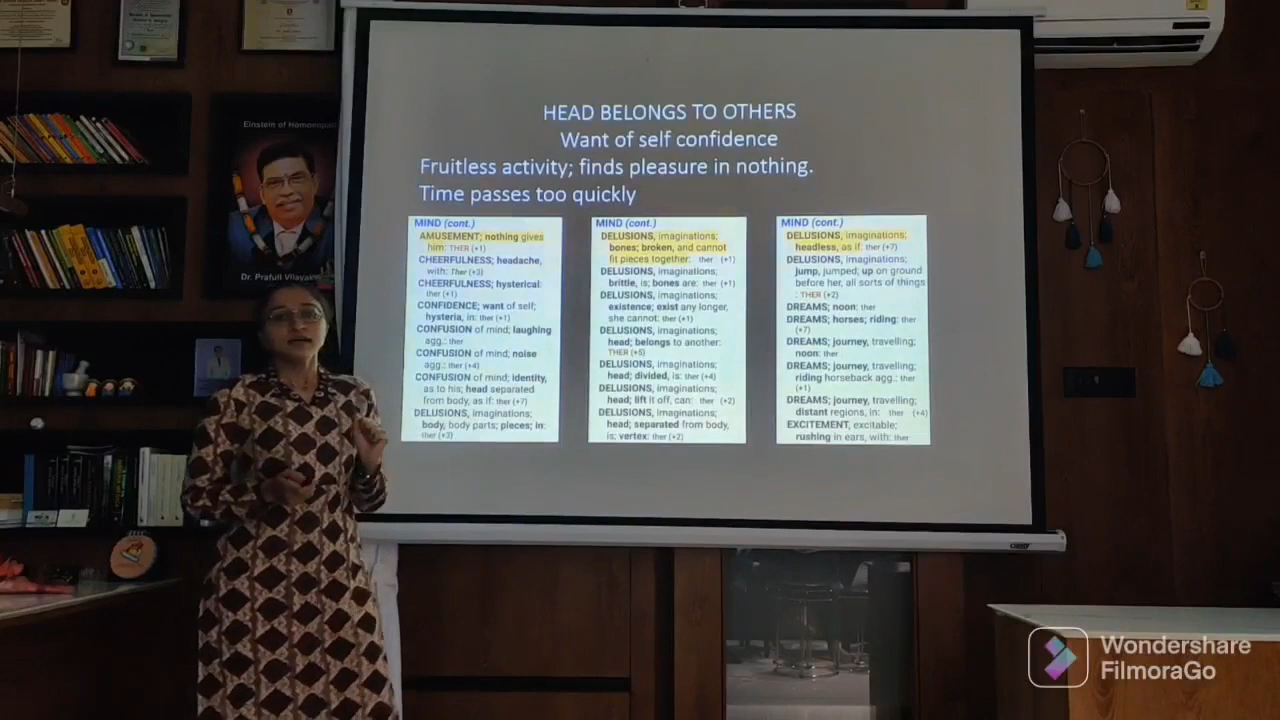 Einstein of Homoeopat
Dr. Prafull Vijayak
HEAD BELONGS TO OTHERS
Want of self confidence
Fruitless activity; finds pleasure in nothing.
Time passes too quickly
MIND (cont.)
AMUSEMENT; nothing gives
him: THER (+1)
CHEERFULNESS; headache,
with: Ther (+3)
CHEERFULNESS; hysterical:
ther (+1)
CONFIDENCE; want of self;
hysteria, in: ther (+1)
CONFUSION of mind; laughing
agg.: ther
CONFUSION of mind; noise
agg.: ther (+4)
CONFUSION of mind; identity,
as to his; head separated
from body, as if: ther (+7)
DELUSIONS, imaginations;
body, body parts; pieces; in:
ther (+3)
MIND (cont.)
DELUSIONS, imaginations;
bones; broken, and cannot
fit pieces together: ther (+1)
DELUSIONS, imaginations;
brittle, is; bones are: ther (+1)
DELUSIONS, imaginations;
existence; exist any longer,
she cannot: ther (+1)
DELUSIONS, imaginations;
head; belongs to another:
THER (+5)
DELUSIONS, imaginations;
head; divided, is: ther (+4)
DELUSIONS, imaginations;
head; lift it off, can: ther (+2)
DELUSIONS, imaginations;
head; separated from body,
is; vertex: ther (+2)
MIND (cont.)
DELUSIONS, imaginations;
headless, as if: ther (+7)
DELUSIONS, imaginations;
jump, jumped, up on ground
before her, all sorts of things
: THER (+2)
DREAMS; noon: ther
DREAMS; horses; riding: ther
(+7)
DREAMS; journey, travelling;
noon: ther
DREAMS; journey, travelling;
riding horseback agg.: ther
(+1)
DREAMS; journey, travelling;
distant regions, in: ther (+4)
EXCITEMENT, excitable;
rushing in ears, with: ther
Wondershare
FilmoraGo